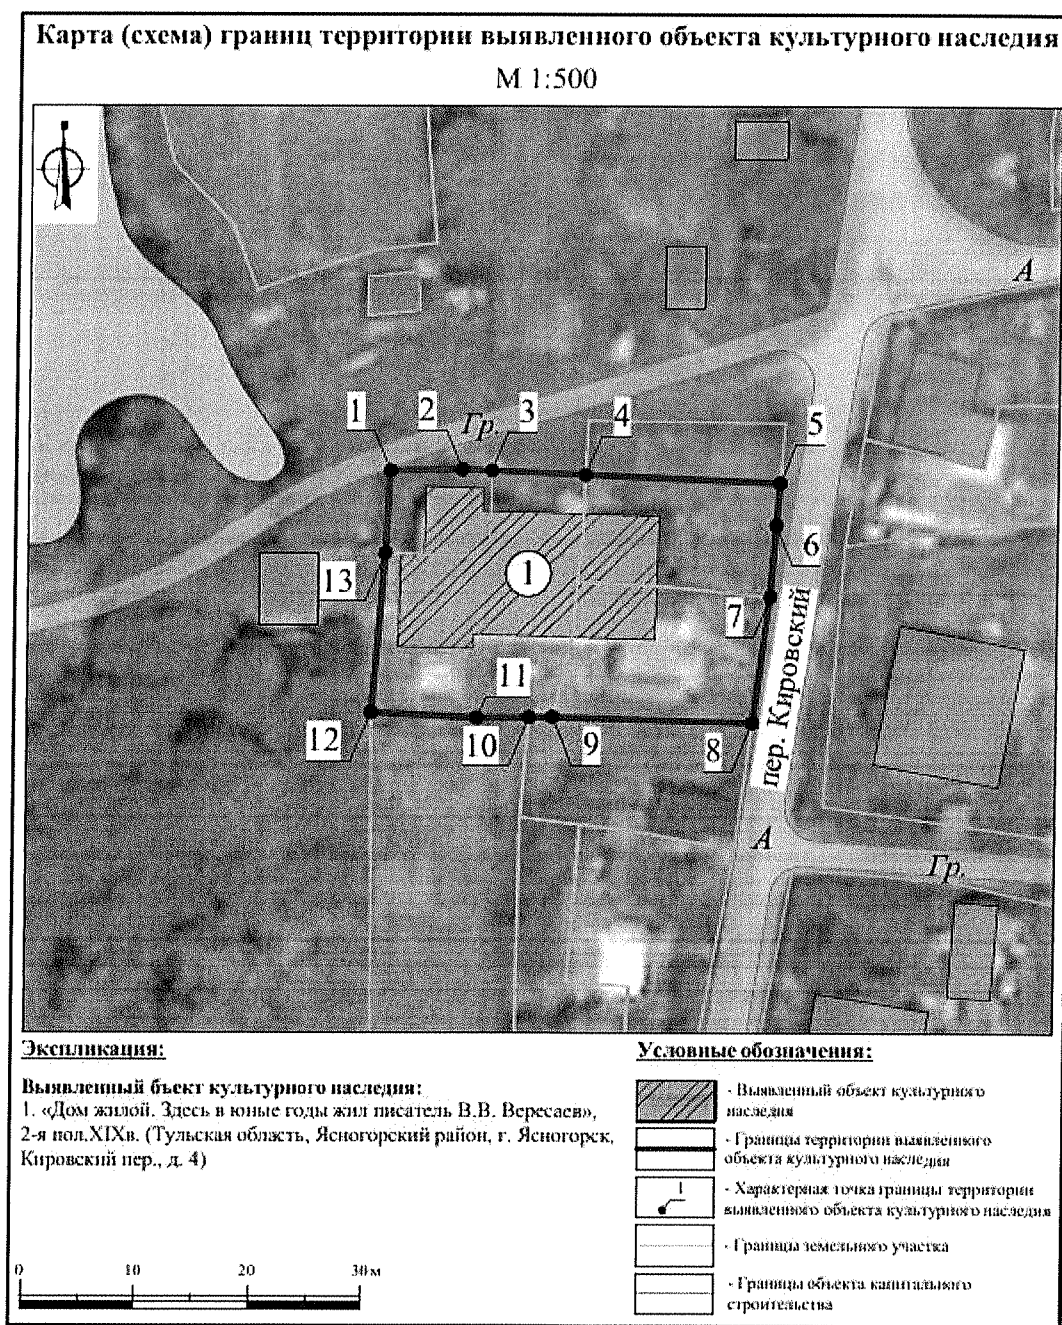 Карта (схема) границ территории выявленного объекта культурного наследия
М 1:500
А
1
2
Гр.
3
4
5
6
13
1
7
11
12
10
9
8
пер. Кировский
А
Гр.
Экспликация:
Выявленный бъект культурного наследия:
1. «Дом жилой. Здесь в юные годы жил писатель В.В. Вересаев»,
2-я пол.XIXв. (Тульская область, Ясногорский район, г. Ясногорск,
Кировский пер., д. 4)
0 10 20 30 м
Условные обозначения:
- Выявленный объект культурного
наследия
- Границы территории выявленного
объекта культурного наследия
1
- Характерная точка границы территории
выявленного объекта культурного наследия
- Границы земельного участка
- Границы объекта капитального
строительства